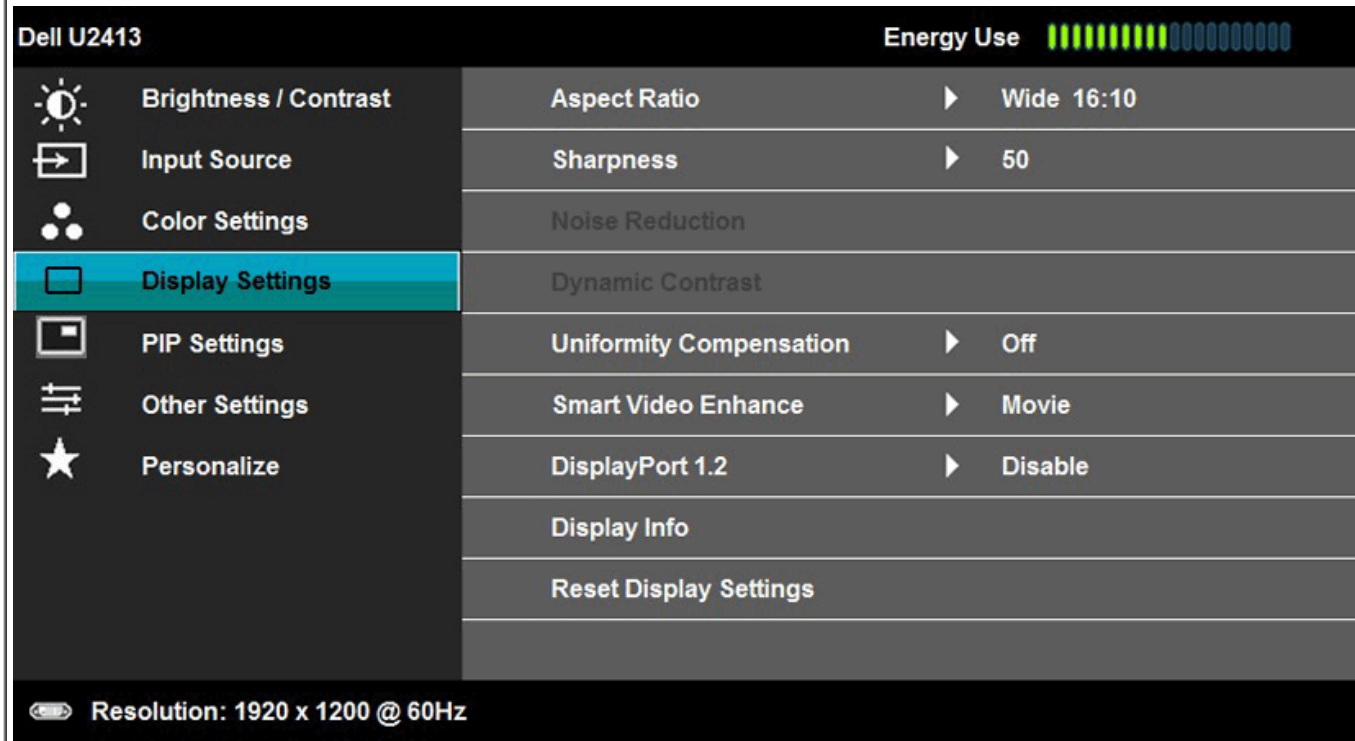 Dell U2413 Energy Use
Brightness / Contrast Aspect Ratio Wide 16:10
Input Source Sharpness 50
Color Settings Noise Reduction
Display Settings Dynamic Contrast
PIP Settings Uniformity Compensation Off
Other Settings Smart Video Enhance Movie
Personalize DisplayPort 1.2 Disable
Display Info
Reset Display Settings
Resolution: 1920 x 1200 @ 60Hz